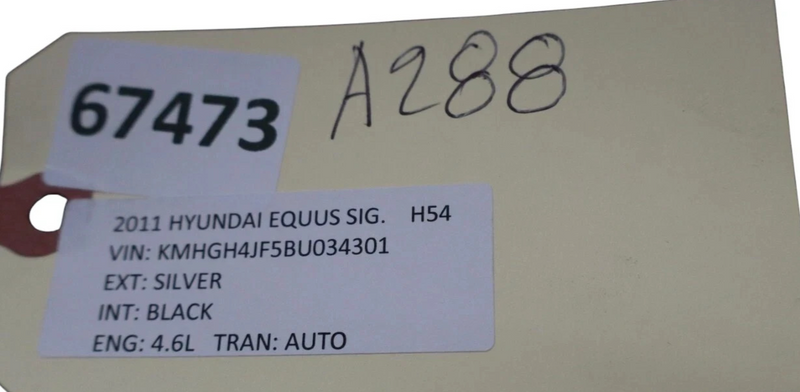 67473
A288
2011 HYUNDAI EQUUS SIG. H54
VIN: KMHGH4JF5BU034301
EXT: SILVER
INT: BLACK
ENG: 4.6L TRAN: AUTO